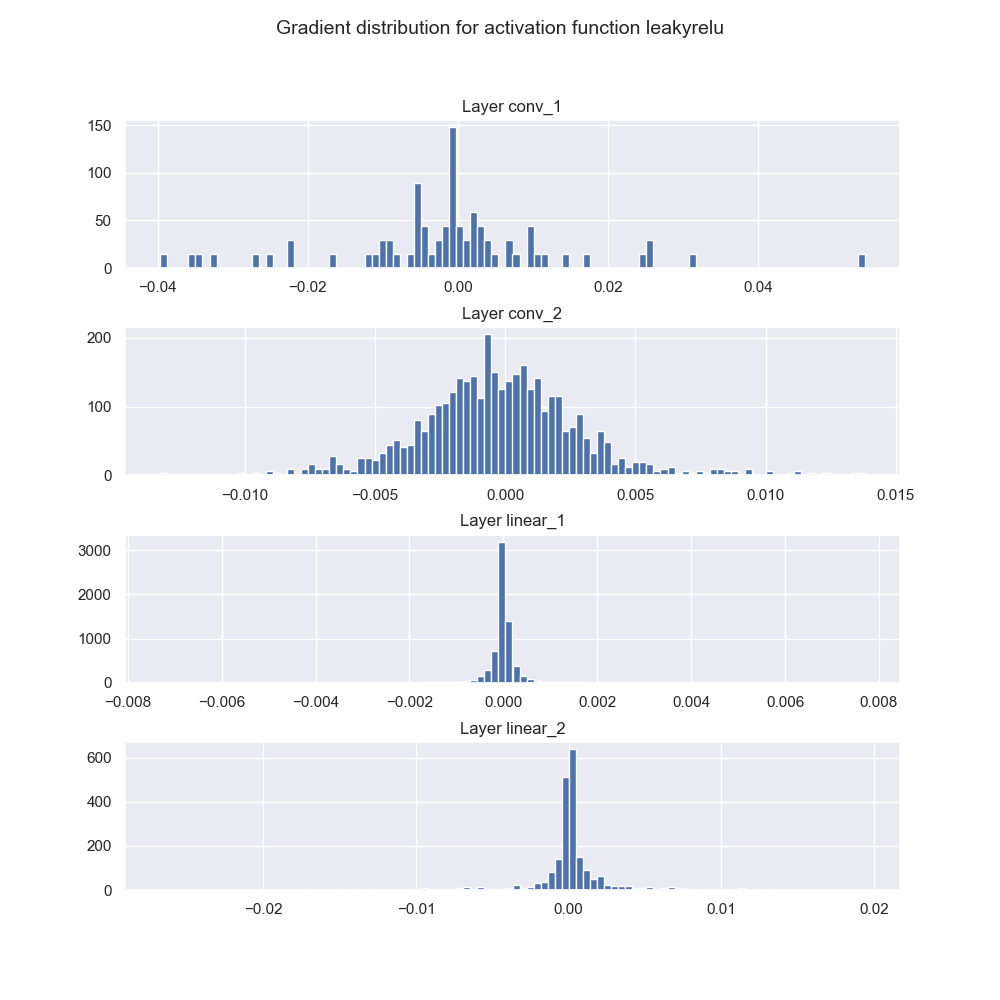 Gradient distribution for activation function leakyrelu
Layer conv_1
150
100
50
0
−0.04 −0.02 0.00 0.02 0.04
Layer conv_2
200
100
0
−0.010 −0.005 0.000 0.005 0.010 0.015
Layer linear_1
3000
2000
1000
0
−0.008 −0.006 −0.004 −0.002 0.000 0.002 0.004 0.006 0.008
Layer linear_2
600
400
200
0
−0.02 −0.01 0.00 0.01 0.02